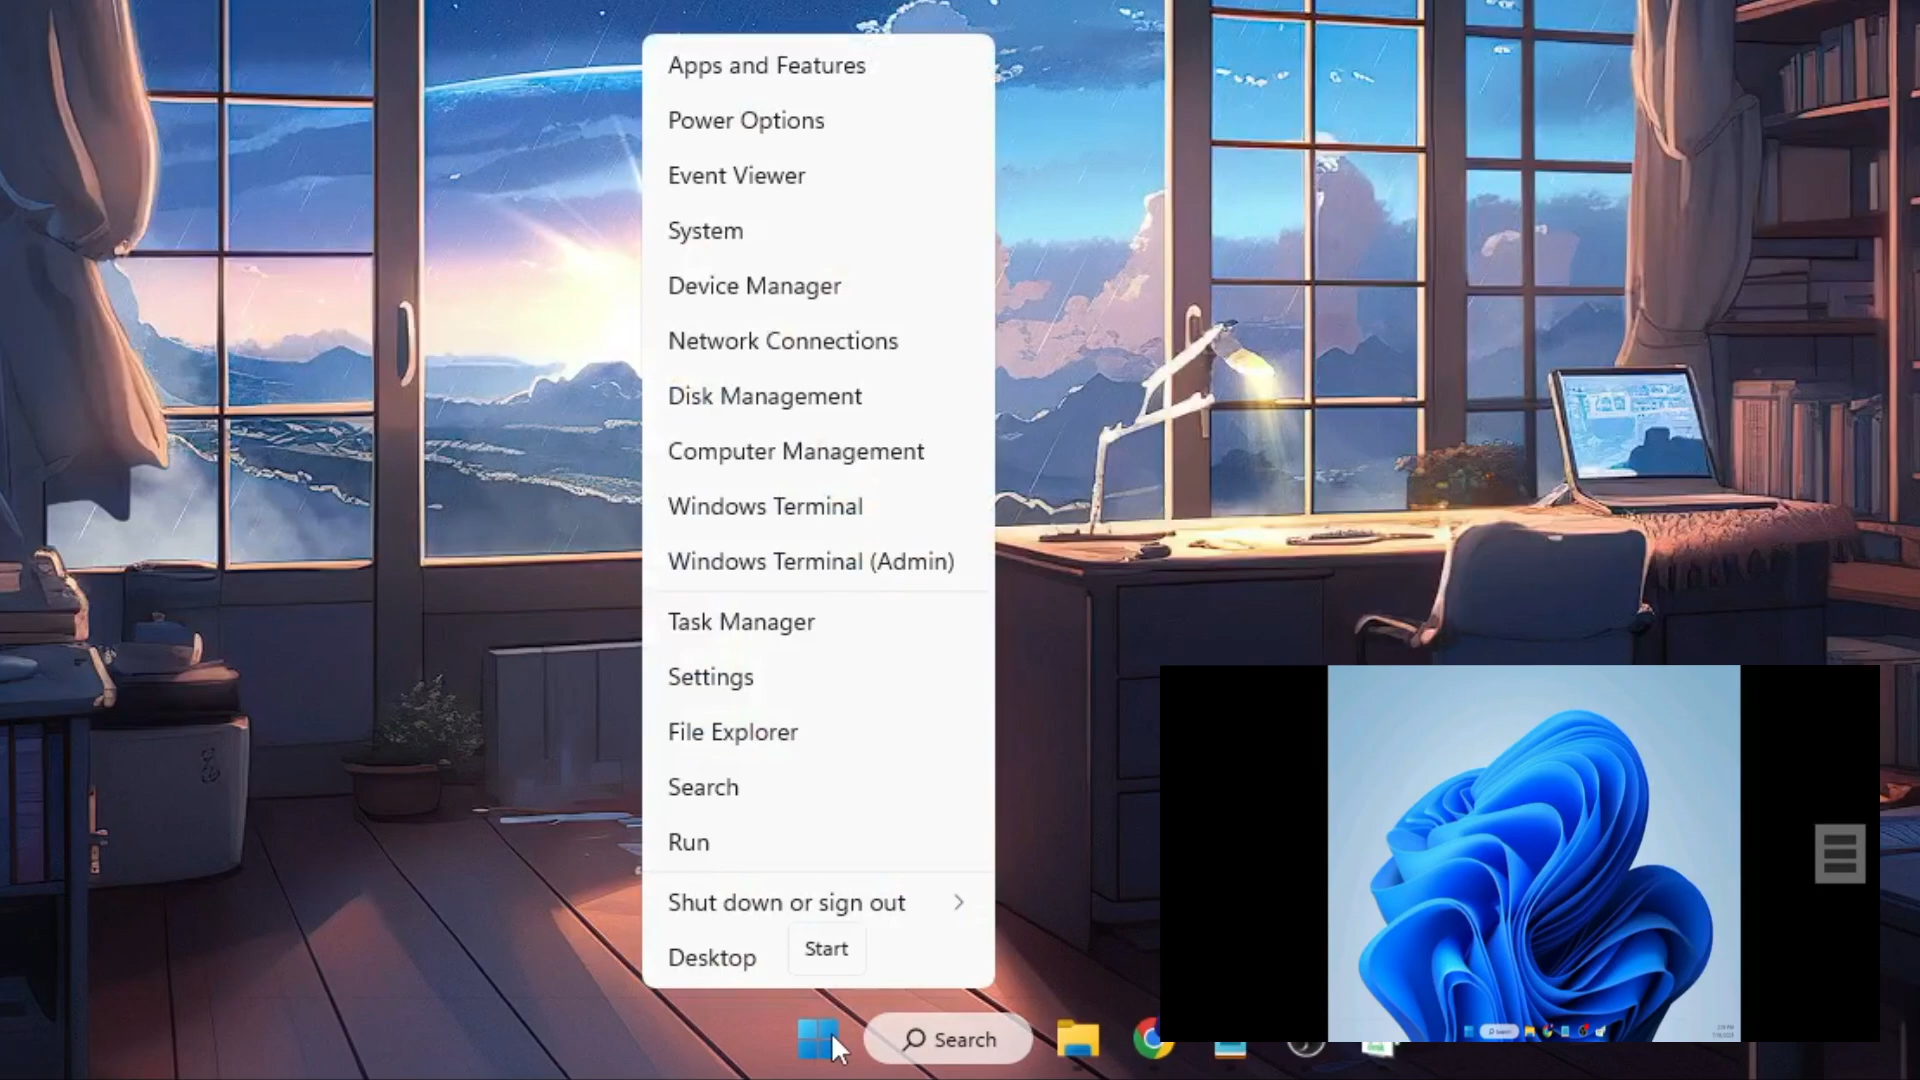 Apps and Features
Power Options
Event Viewer
System
Device Manager
Network Connections
Disk Management
Computer Management
Windows Terminal
Windows Terminal (Admin)
Task Manager
Settings
File Explorer
Search
Run
Shut down or sign out
Desktop
Start
Search